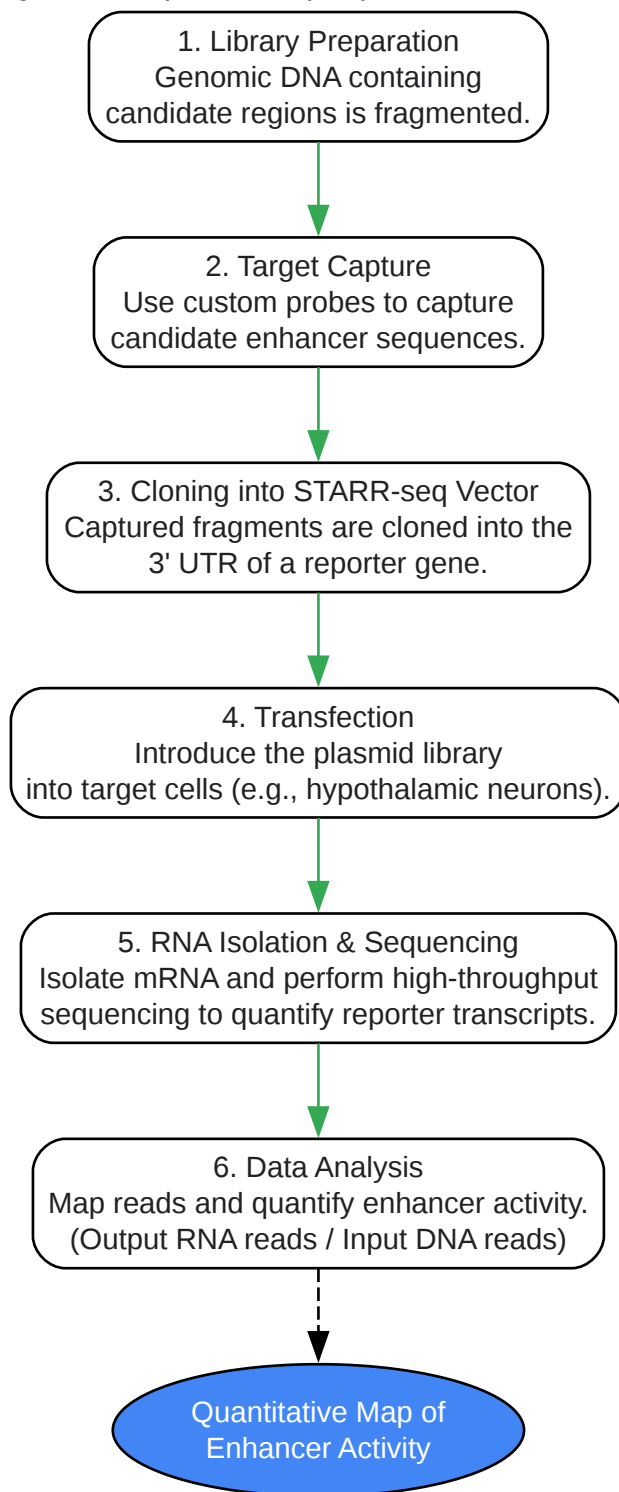 1. Library Preparation
Genomic DNA containing
candidate regions is fragmented.
2. Target Capture
Use custom probes to capture
candidate enhancer sequences.
3. Cloning into STARR-seq Vector
Captured fragments are cloned into the
3' UTR of a reporter gene.
4. Transfection
Introduce the plasmid library
into target cells (e.g., hypothalamic neurons).
5. RNA Isolation & Sequencing
Isolate mRNA and perform high-throughput
sequencing to quantify reporter transcripts.
6. Data Analysis
Map reads and quantify enhancer activity.
(Output RNA reads / Input DNA reads)
Quantitative Map of
Enhancer Activity